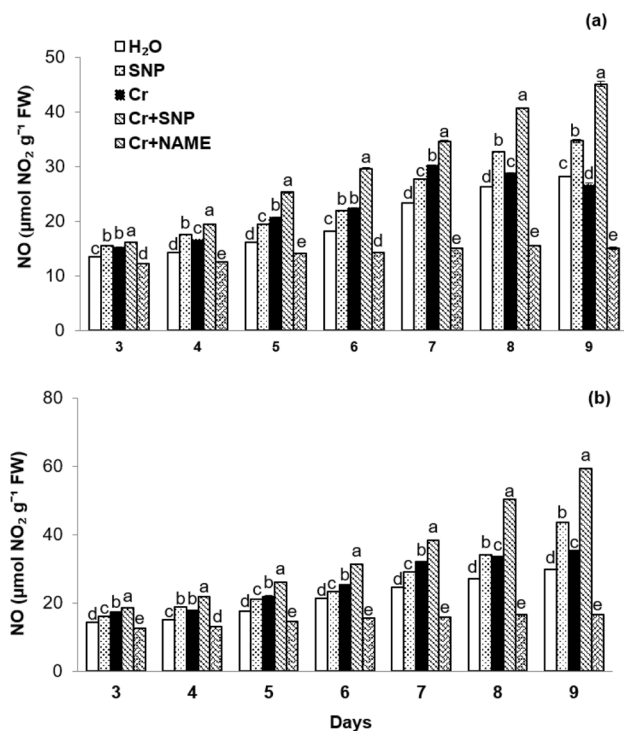 (a)
H₂O
SNP
Cr
Cr+SNP
Cr+NAME
NO (µmol NO₂ g⁻¹ FW)
50
40
30
20
10
0
c b b a d
d b c a e
d c b a e
c b b a d
d c b a e
d b c a e
c b d a e
3 4 5 6 7 8 9
(b)
NO (µmol NO₂ g⁻¹ FW)
80
60
40
20
0
d c b a e
c b b a d
d c b a e
d c b a e
d c b a e
d b c a e
d b c a e
3 4 5 6 7 8 9
Days